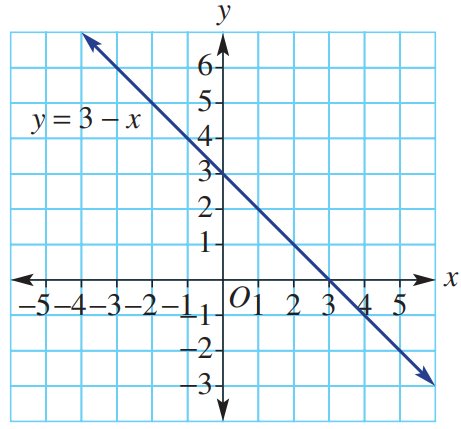 y
6
5
y = 3 – x
4
3
2
1
x
–5 –4 –3 –2 –1 O 1 2 3 4 5
–1
–2
–3